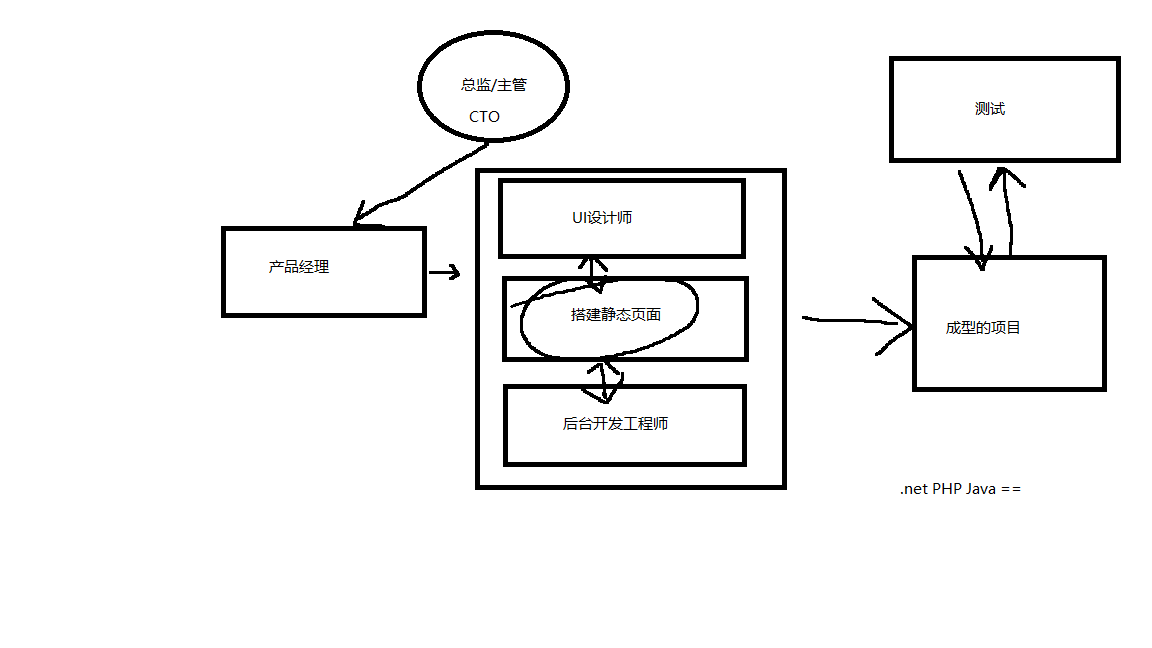 总监/主管
CTO
产品经理
UI设计师
搭建静态页面
后台开发工程师
测试
成型的项目
.net PHP Java ==